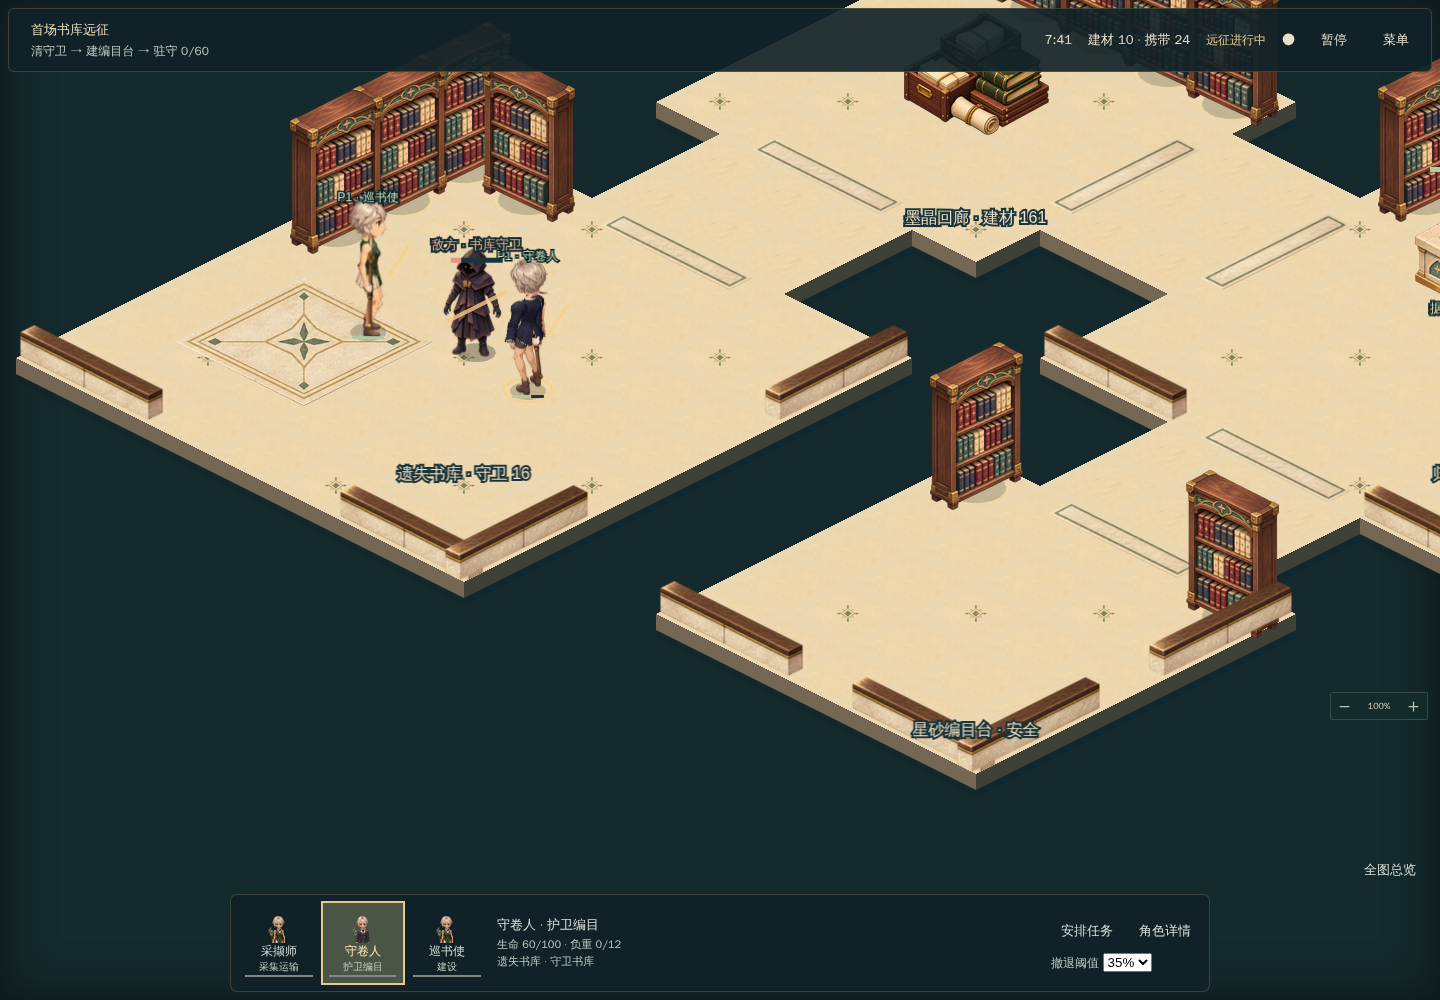 首场书库远征
清守卫 → 建编目台 → 驻守 0/60
7:41 建材 10 · 携带 24 远征进行中 暂停 菜单
P1 · 巡书使
敌方 · 书库守卫
P1 · 守卷人
墨晶回廊 · 建材 161
遗失书库 · 守卫 16
星砂编目台 · 安全
− 100% +
全图总览
采撷师
采集运输
守卷人
护卫编目
巡书使
建设
守卷人 · 护卫编目
生命 60/100 · 负重 0/12
遗失书库 · 守卫书库
安排任务 角色详情
撤退阈值 35%